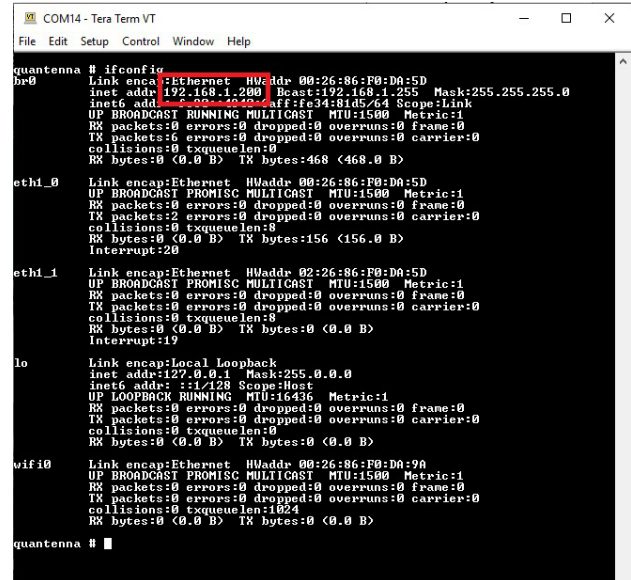 COM14 - Tera Term VT
File Edit Setup Control Window Help
quantenna # ifconfig
br0 Link encap:Ethernet HWaddr 00:26:86:F0:DA:5D
inet addr:192.168.1.200 Bcast:192.168.1.255 Mask:255.255.255.0
inet6 addr: Scope:Link
UP BROADCAST RUNNING MULTICAST MTU:1500 Metric:1
RX packets:0 errors:0 dropped:0 overruns:0 frame:0
TX packets:6 errors:0 dropped:0 overruns:0 carrier:0
collisions:0 txqueuelen:0
RX bytes:0 (0.0 B) TX bytes:468 (468.0 B)
eth1_0 Link encap:Ethernet HWaddr 00:26:86:F0:DA:5D
UP BROADCAST PROMISC MULTICAST MTU:1500 Metric:1
RX packets:0 errors:0 dropped:0 overruns:0 frame:0
TX packets:2 errors:0 dropped:0 overruns:0 carrier:0
collisions:0 txqueuelen:8
RX bytes:0 (0.0 B) TX bytes:156 (156.0 B)
Interrupt:20
eth1_1 Link encap:Ethernet HWaddr 02:26:86:F0:DA:5D
UP BROADCAST PROMISC MULTICAST MTU:1500 Metric:1
RX packets:0 errors:0 dropped:0 overruns:0 frame:0
TX packets:0 errors:0 dropped:0 overruns:0 carrier:0
collisions:0 txqueuelen:8
RX bytes:0 (0.0 B) TX bytes:0 (0.0 B)
Interrupt:19
lo Link encap:Local Loopback
inet addr:127.0.0.1 Mask:255.0.0.0
inet6 addr: ::1/128 Scope:Host
UP LOOPBACK RUNNING MTU:16436 Metric:1
RX packets:0 errors:0 dropped:0 overruns:0 frame:0
TX packets:0 errors:0 dropped:0 overruns:0 carrier:0
collisions:0 txqueuelen:0
RX bytes:0 (0.0 B) TX bytes:0 (0.0 B)
wifi0 Link encap:Ethernet HWaddr 00:26:86:F0:DA:9A
UP BROADCAST PROMISC MULTICAST MTU:1500 Metric:1
RX packets:0 errors:0 dropped:0 overruns:0 frame:0
TX packets:0 errors:0 dropped:0 overruns:0 carrier:0
collisions:0 txqueuelen:1024
RX bytes:0 (0.0 B) TX bytes:0 (0.0 B)
quantenna #